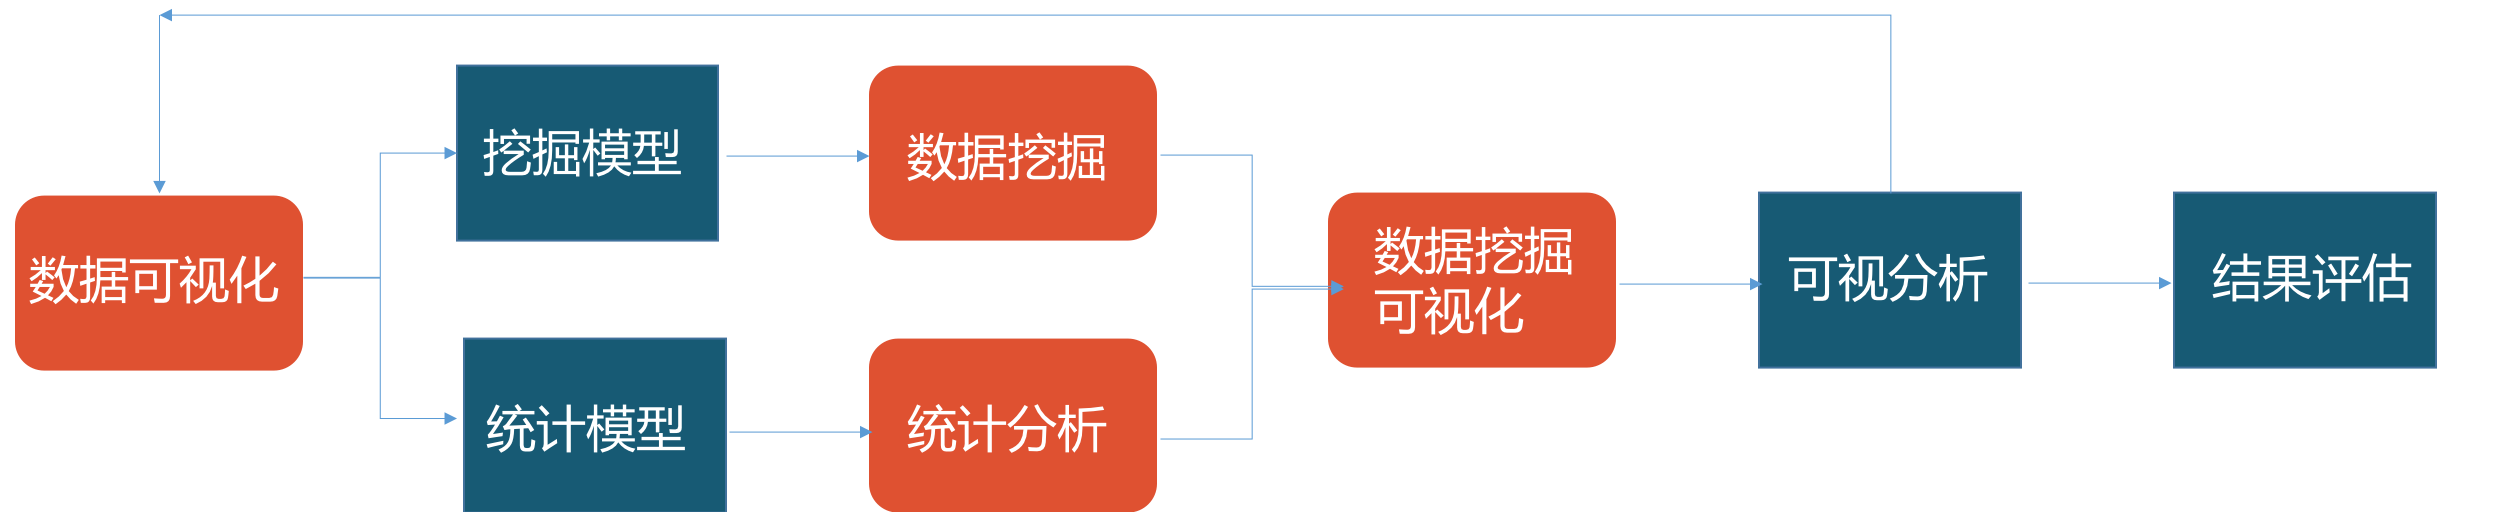 数据可视化
挖掘模型
数据挖掘
统计模型
统计分析
数据挖掘
可视化
可视分析
结果评估